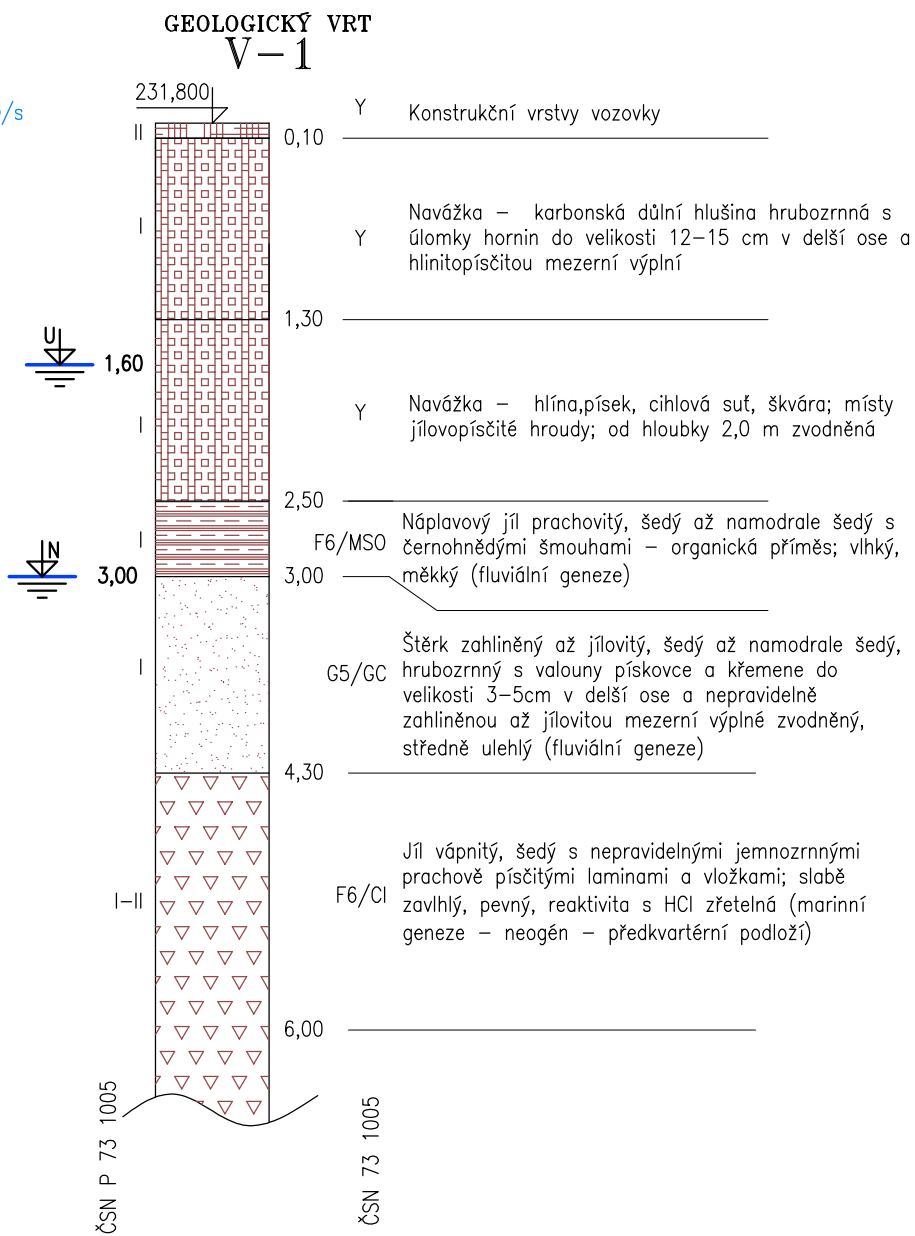 GEOLOGICKÝ VRT
V-1
/s
231,800
Y
Konstrukční vrstvy vozovky
II
0,10
I
Y
Navážka – karbonská důlní hlušina hrubozrnná s
úlomky hornin do velikosti 12-15 cm v delší ose a
hlinitopísčitou mezerní výplní
1,30
U
1,60
I
Y
Navážka – hlína,písek, cihlová suť, škvára; místy
jílovopísčité hroudy; od hloubky 2,0 m zvodněná
2,50
I
F6/MSO
Náplavový jíl prachovitý, šedý až namodrale šedý s
černohnědými šmouhami – organická příměs; vlhký,
měkký (fluviální geneze)
N
3,00
3,00
I
G5/GC
Štěrk zahliněný až jílovitý, šedý až namodrale šedý,
hrubozrnný s valouny pískovce a křemene do
velikosti 3-5cm v delší ose a nepravidelně
zahliněnou až jílovitou mezerní výplné zvodněný,
středně ulehlý (fluviální geneze)
4,30
I-II
F6/CI
Jíl vápnitý, šedý s nepravidelnými jemnozrnnými
prachově písčitými laminami a vložkami; slabě
zavlhlý, pevný, reaktivita s HCl zřetelná (marinní
geneze – neogén – předkvartérní podloží)
6,00
ČSN P 73 1005
ČSN 73 1005